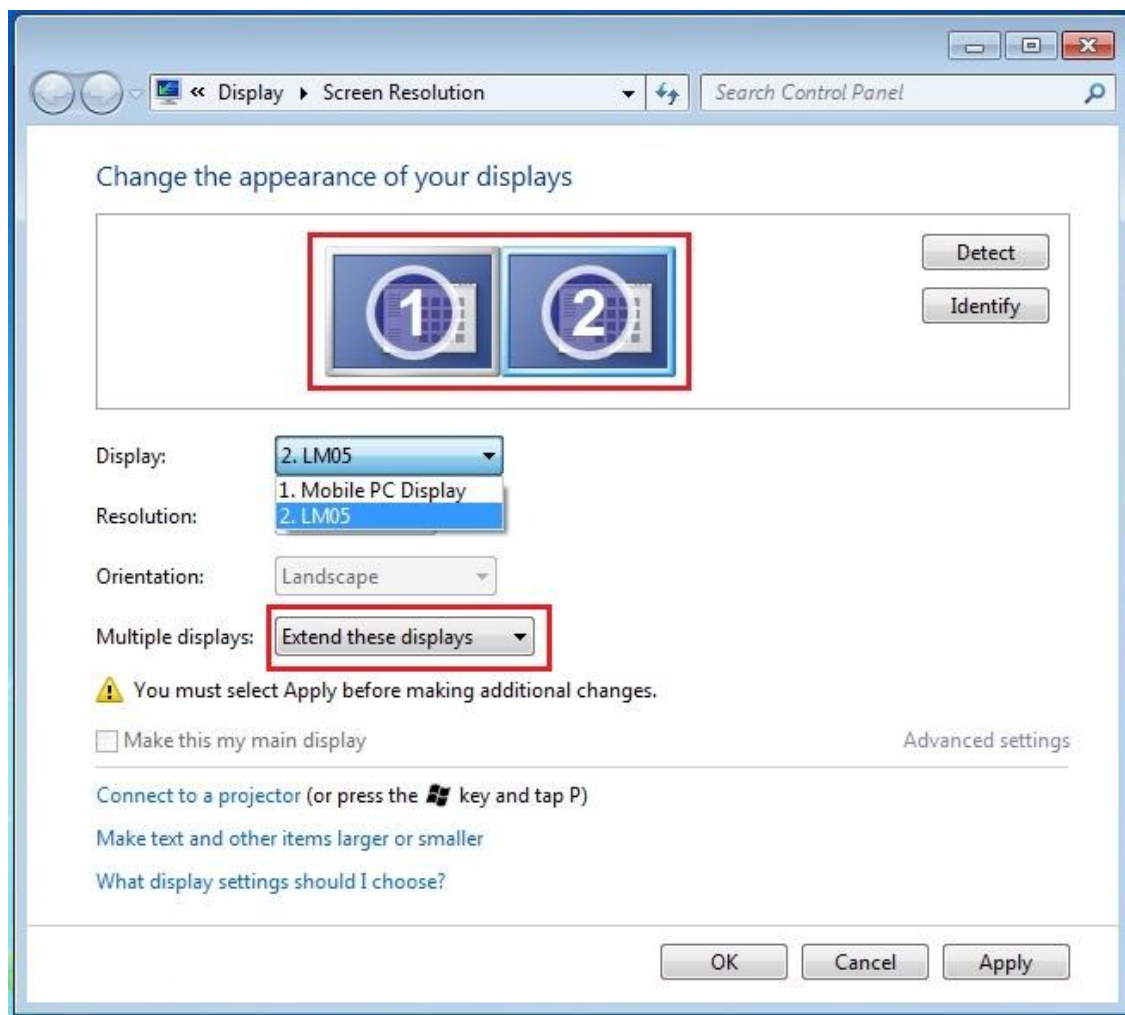 « Display ▸ Screen Resolution Search Control Panel
Change the appearance of your displays
1 2
Detect
Identify
Display: 2. LM05
1. Mobile PC Display
2. LM05
Resolution:
Orientation: Landscape
Multiple displays: Extend these displays
You must select Apply before making additional changes.
Make this my main display Advanced settings
Connect to a projector (or press the key and tap P)
Make text and other items larger or smaller
What display settings should I choose?
OK Cancel Apply